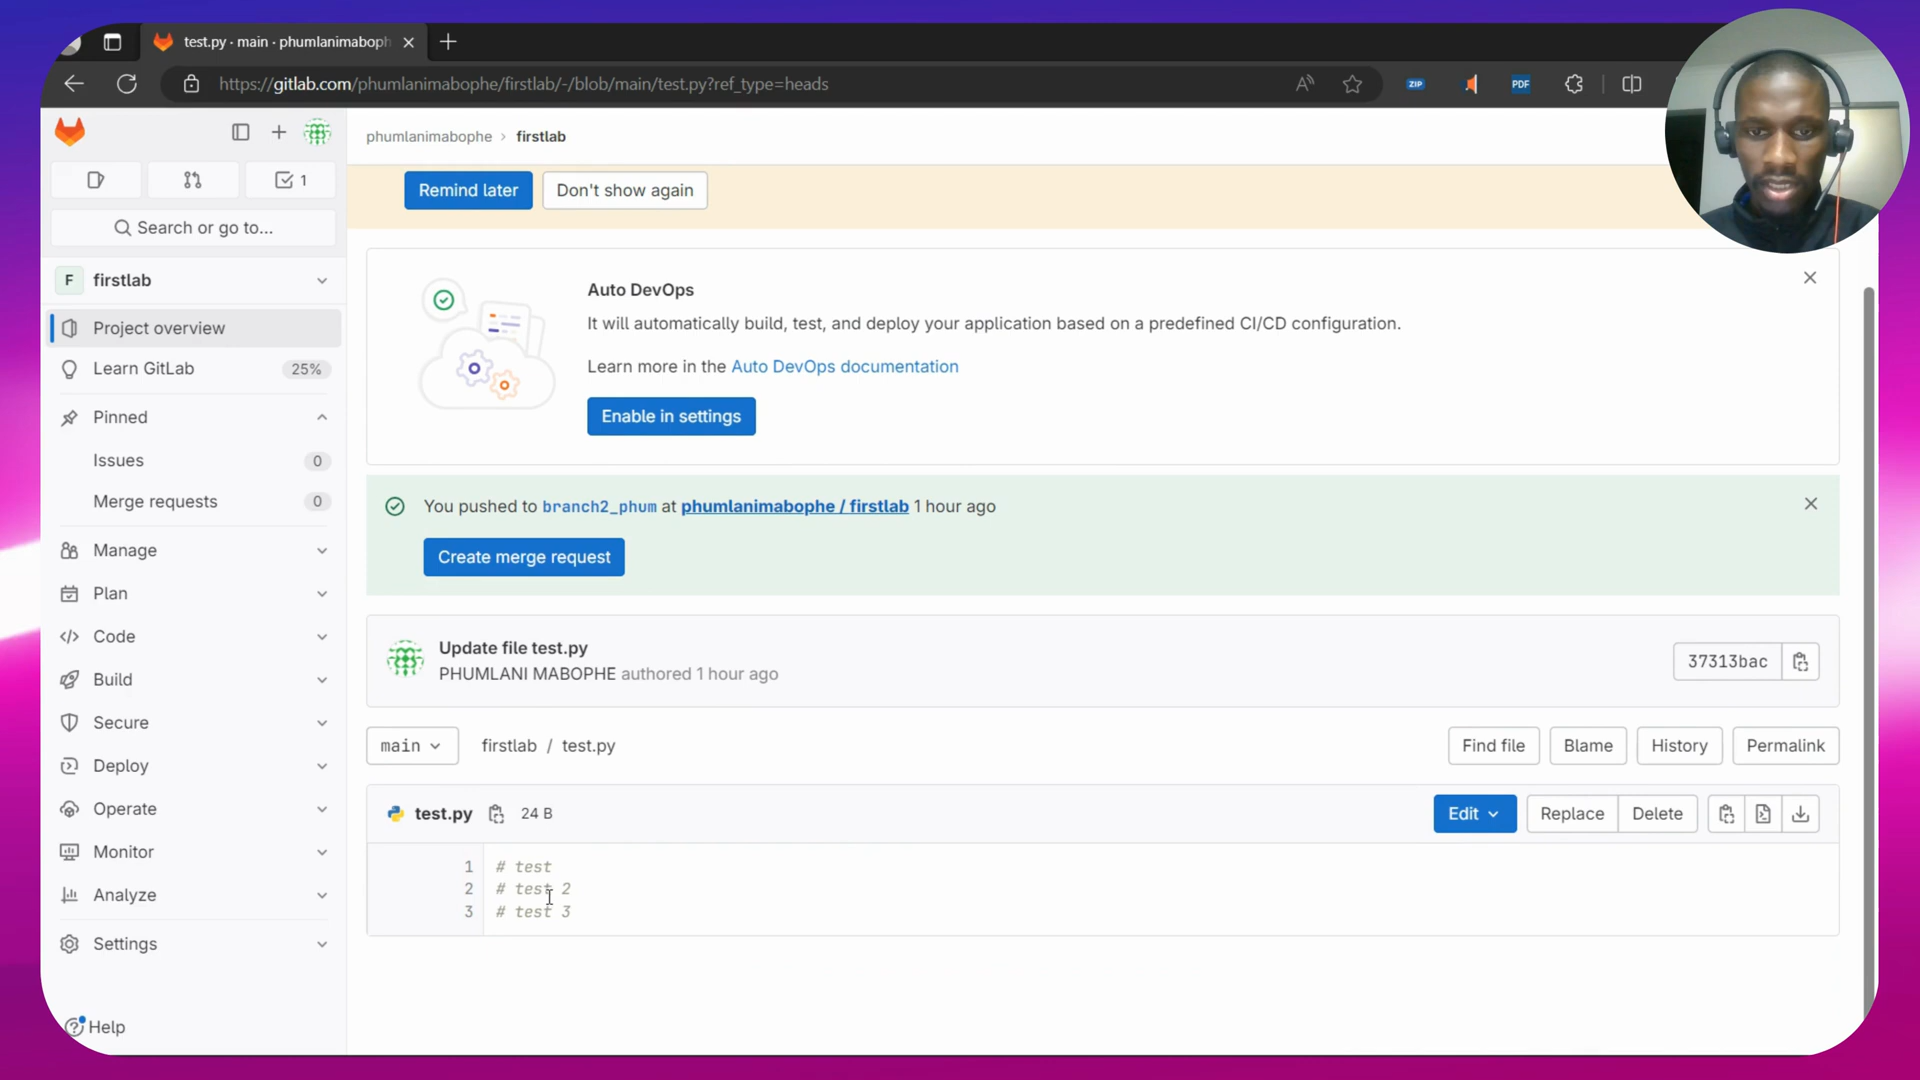 test.py · main · phumlanimaboph
https://gitlab.com/phumlanimabophe/firstlab/-/blob/main/test.py?ref_type=heads
A
ZIP
PDF
1
Search or go to...
F firstlab
Project overview
Learn GitLab 25%
Pinned
Issues 0
Merge requests 0
Manage
Plan
Code
Build
Secure
Deploy
Operate
Monitor
Analyze
Settings
Help
phumlanimabophe > firstlab
Remind later Don't show again
Auto DevOps
It will automatically build, test, and deploy your application based on a predefined CI/CD configuration.
Learn more in the Auto DevOps documentation
Enable in settings
You pushed to branch2_phum at phumlanimabophe / firstlab 1 hour ago
Create merge request
Update file test.py
PHUMLANI MABOPHE authored 1 hour ago
37313bac
main firstlab / test.py Find file Blame History Permalink
test.py 24 B Edit Replace Delete
1 # test
2 # test 2
3 # test 3